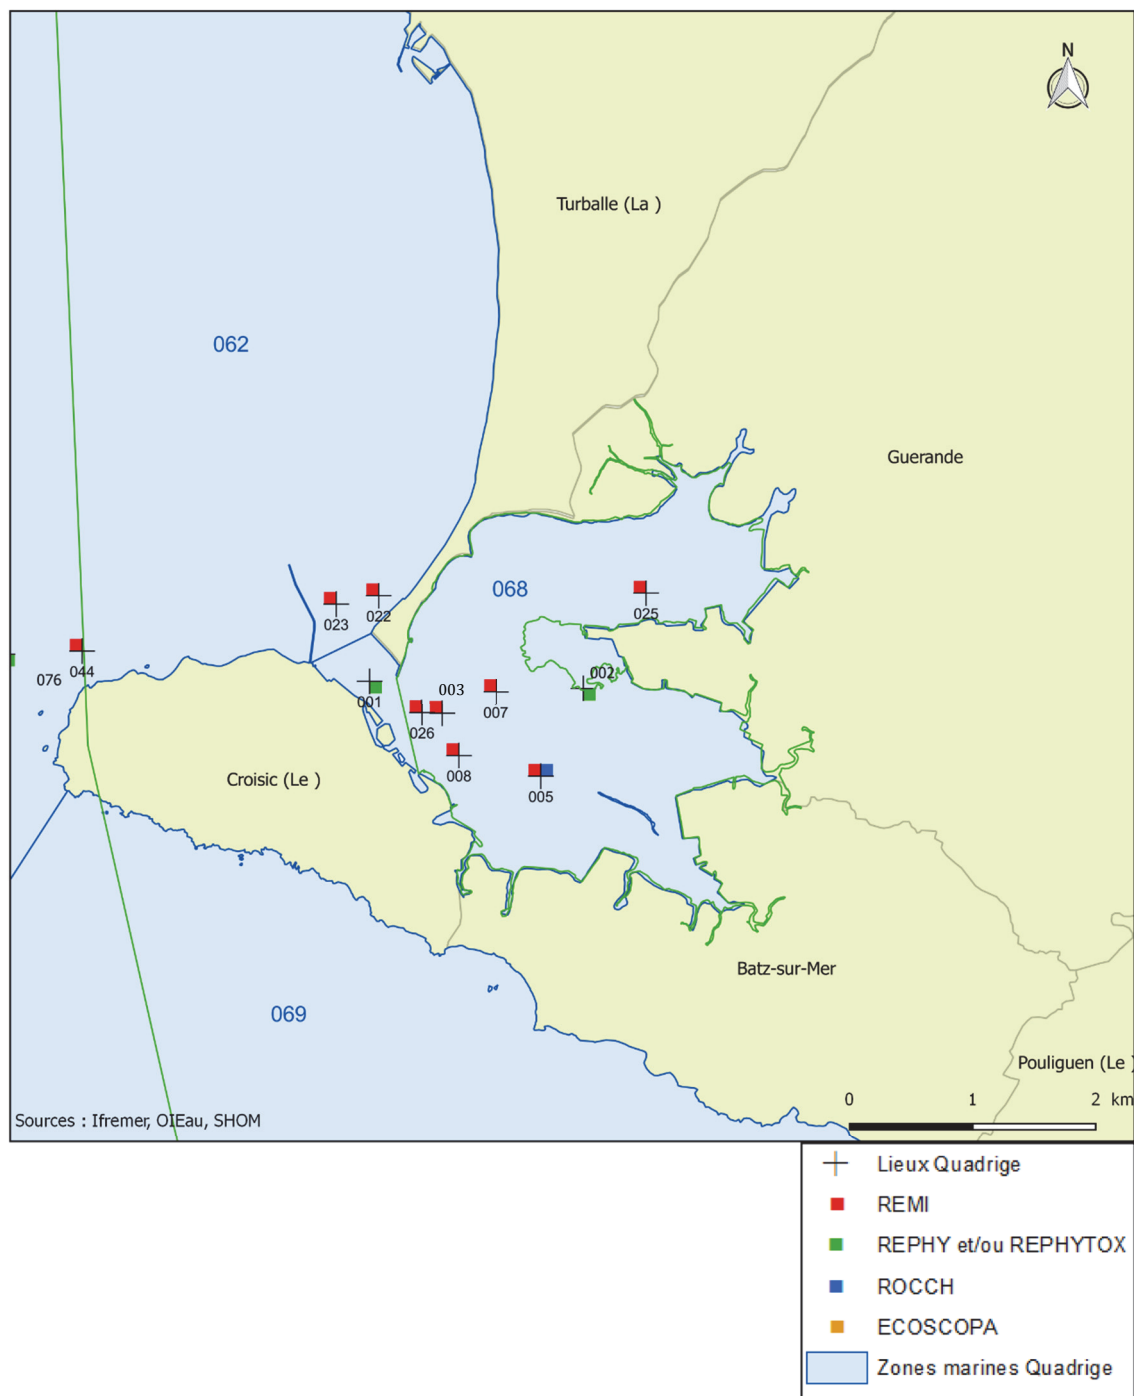 N
Turballe (La )
062
Guerande
068
025
023
022
044
076
002
001
003
007
026
008
005
Croisic (Le )
Batz-sur-Mer
069
Pouliguen (Le )
0 1 2 km
Sources : Ifremer, OIEau, SHOM
Lieux Quadrige
REMI
REPHY et/ou REPHYTOX
ROCCH
ECOSCOPA
Zones marines Quadrige